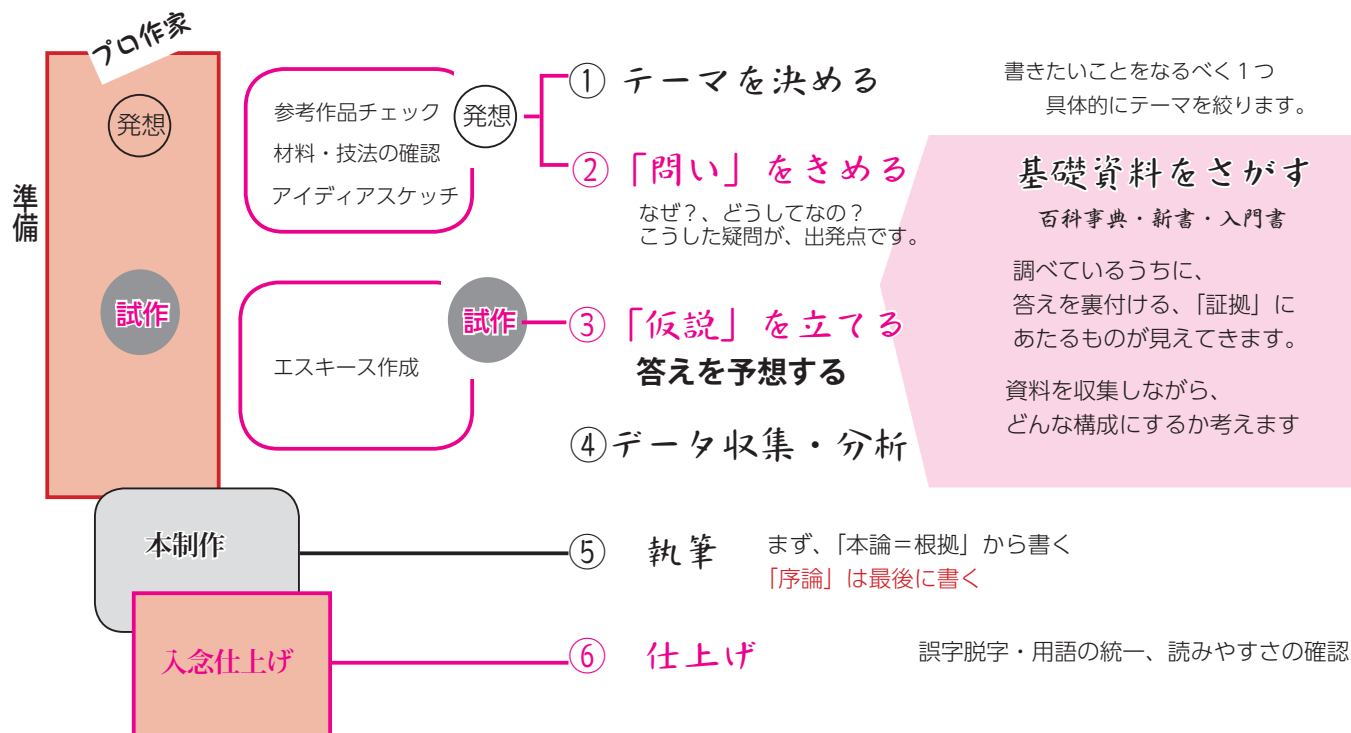 プロ作家
準備
発想
試作
参考作品チェック
材料・技法の確認
アイディアスケッチ
発想
エスキース作成
試作
① テーマを決める
書きたいことをなるべく1つ
具体的にテーマを絞ります。
②「問い」をきめる
なぜ?、どうしてなの?
こうした疑問が、出発点です。
③「仮説」を立てる
答えを予想する
④データ収集・分析
基礎資料をさがす
百科事典・新書・入門書
調べているうちに、
答えを裏付ける、「証拠」に
あたるものが見えてきます。
資料を収集しながら、
どんな構成にするか考えます
本制作
⑤ 執筆
まず、「本論=根拠」から書く
「序論」は最後に書く
入念仕上げ
⑥ 仕上げ
誤字脱字・用語の統一、読みやすさの確認